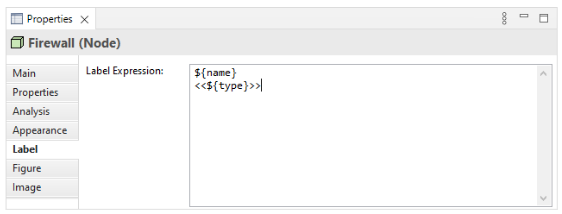 Properties
Firewall (Node)
Main
Label Expression:
${name}
<<${type}>>
Properties
Analysis
Appearance
Label
Figure
Image